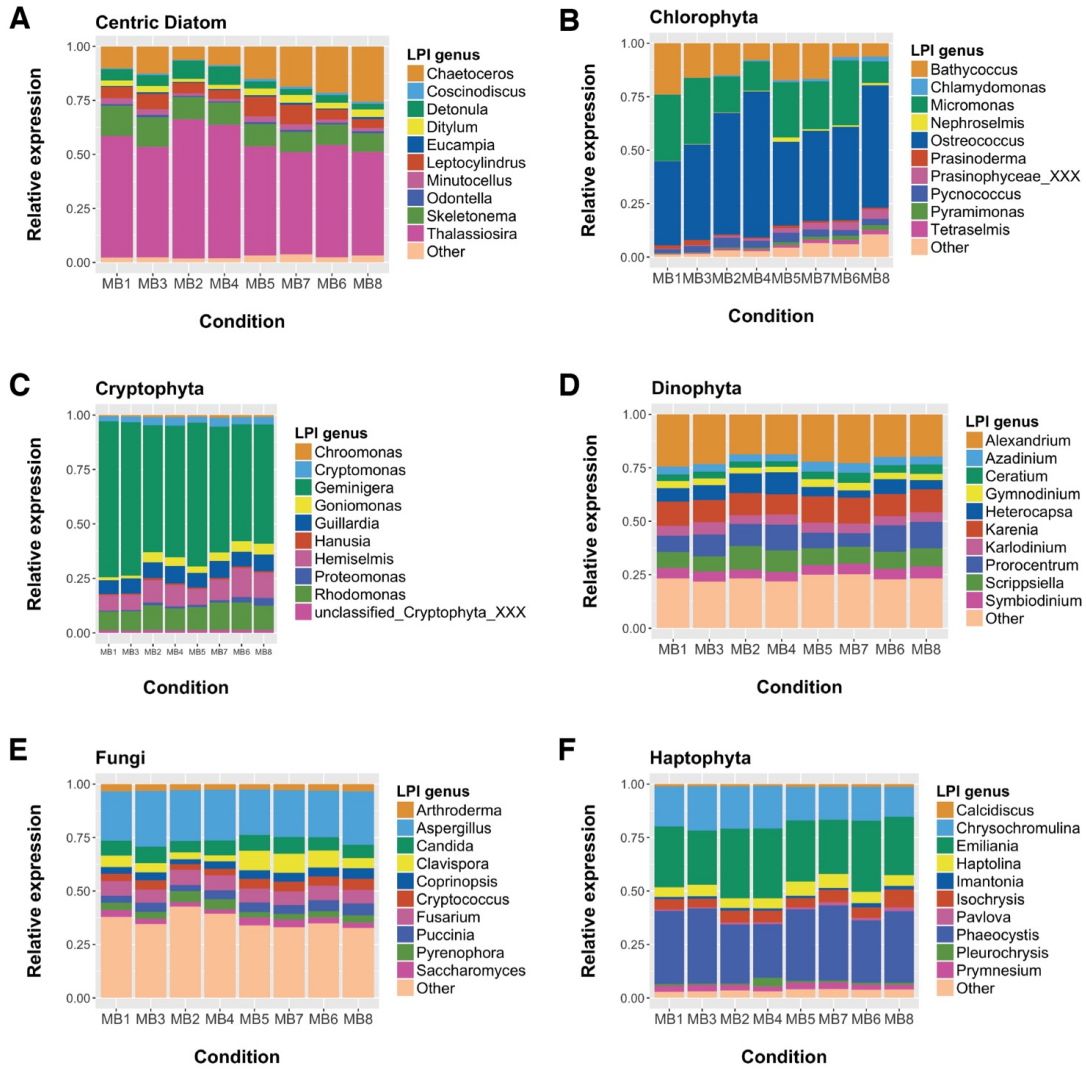 A
Centric Diatom
Relative expression
1.00
0.75
0.50
0.25
0.00
MB1 MB3 MB2 MB4 MB5 MB7 MB6 MB8
Condition
LPI genus
Chaetoceros
Coscinodiscus
Detonula
Ditylum
Eucampia
Leptocylindrus
Minutocellus
Odontella
Skeletonema
Thalassiosira
Other
B
Chlorophyta
Relative expression
1.00
0.75
0.50
0.25
0.00
MB1 MB3 MB2 MB4 MB5 MB7 MB6 MB8
Condition
LPI genus
Bathycoccus
Chlamydomonas
Micromonas
Nephroselmis
Ostreococcus
Prasinoderma
Prasinophyceae_XXX
Pycnococcus
Pyramimonas
Tetraselmis
Other
C
Cryptophyta
Relative expression
1.00
0.75
0.50
0.25
0.00
MB1 MB3 MB2 MB4 MB5 MB7 MB6 MB8
Condition
LPI genus
Chroomonas
Cryptomonas
Geminigera
Goniomonas
Guillardia
Hanusia
Hemiselmis
Proteomonas
Rhodomonas
unclassified_Cryptophyta_XXX
D
Dinophyta
Relative expression
1.00
0.75
0.50
0.25
0.00
MB1 MB3 MB2 MB4 MB5 MB7 MB6 MB8
Condition
LPI genus
Alexandrium
Azadinium
Ceratium
Gymnodinium
Heterocapsa
Karenia
Karlodinium
Prorocentrum
Scrippsiella
Symbiodinium
Other
E
Fungi
Relative expression
1.00
0.75
0.50
0.25
0.00
MB1 MB3 MB2 MB4 MB5 MB7 MB6 MB8
Condition
LPI genus
Arthroderma
Aspergillus
Candida
Clavispora
Coprinopsis
Cryptococcus
Fusarium
Puccinia
Pyrenophora
Saccharomyces
Other
F
Haptophyta
Relative expression
1.00
0.75
0.50
0.25
0.00
MB1 MB3 MB2 MB4 MB5 MB7 MB6 MB8
Condition
LPI genus
Calcidiscus
Chrysochromulina
Emiliania
Haptolina
Imantonia
Isochrysis
Pavlova
Phaeocystis
Pleurochrysis
Prymnesium
Other